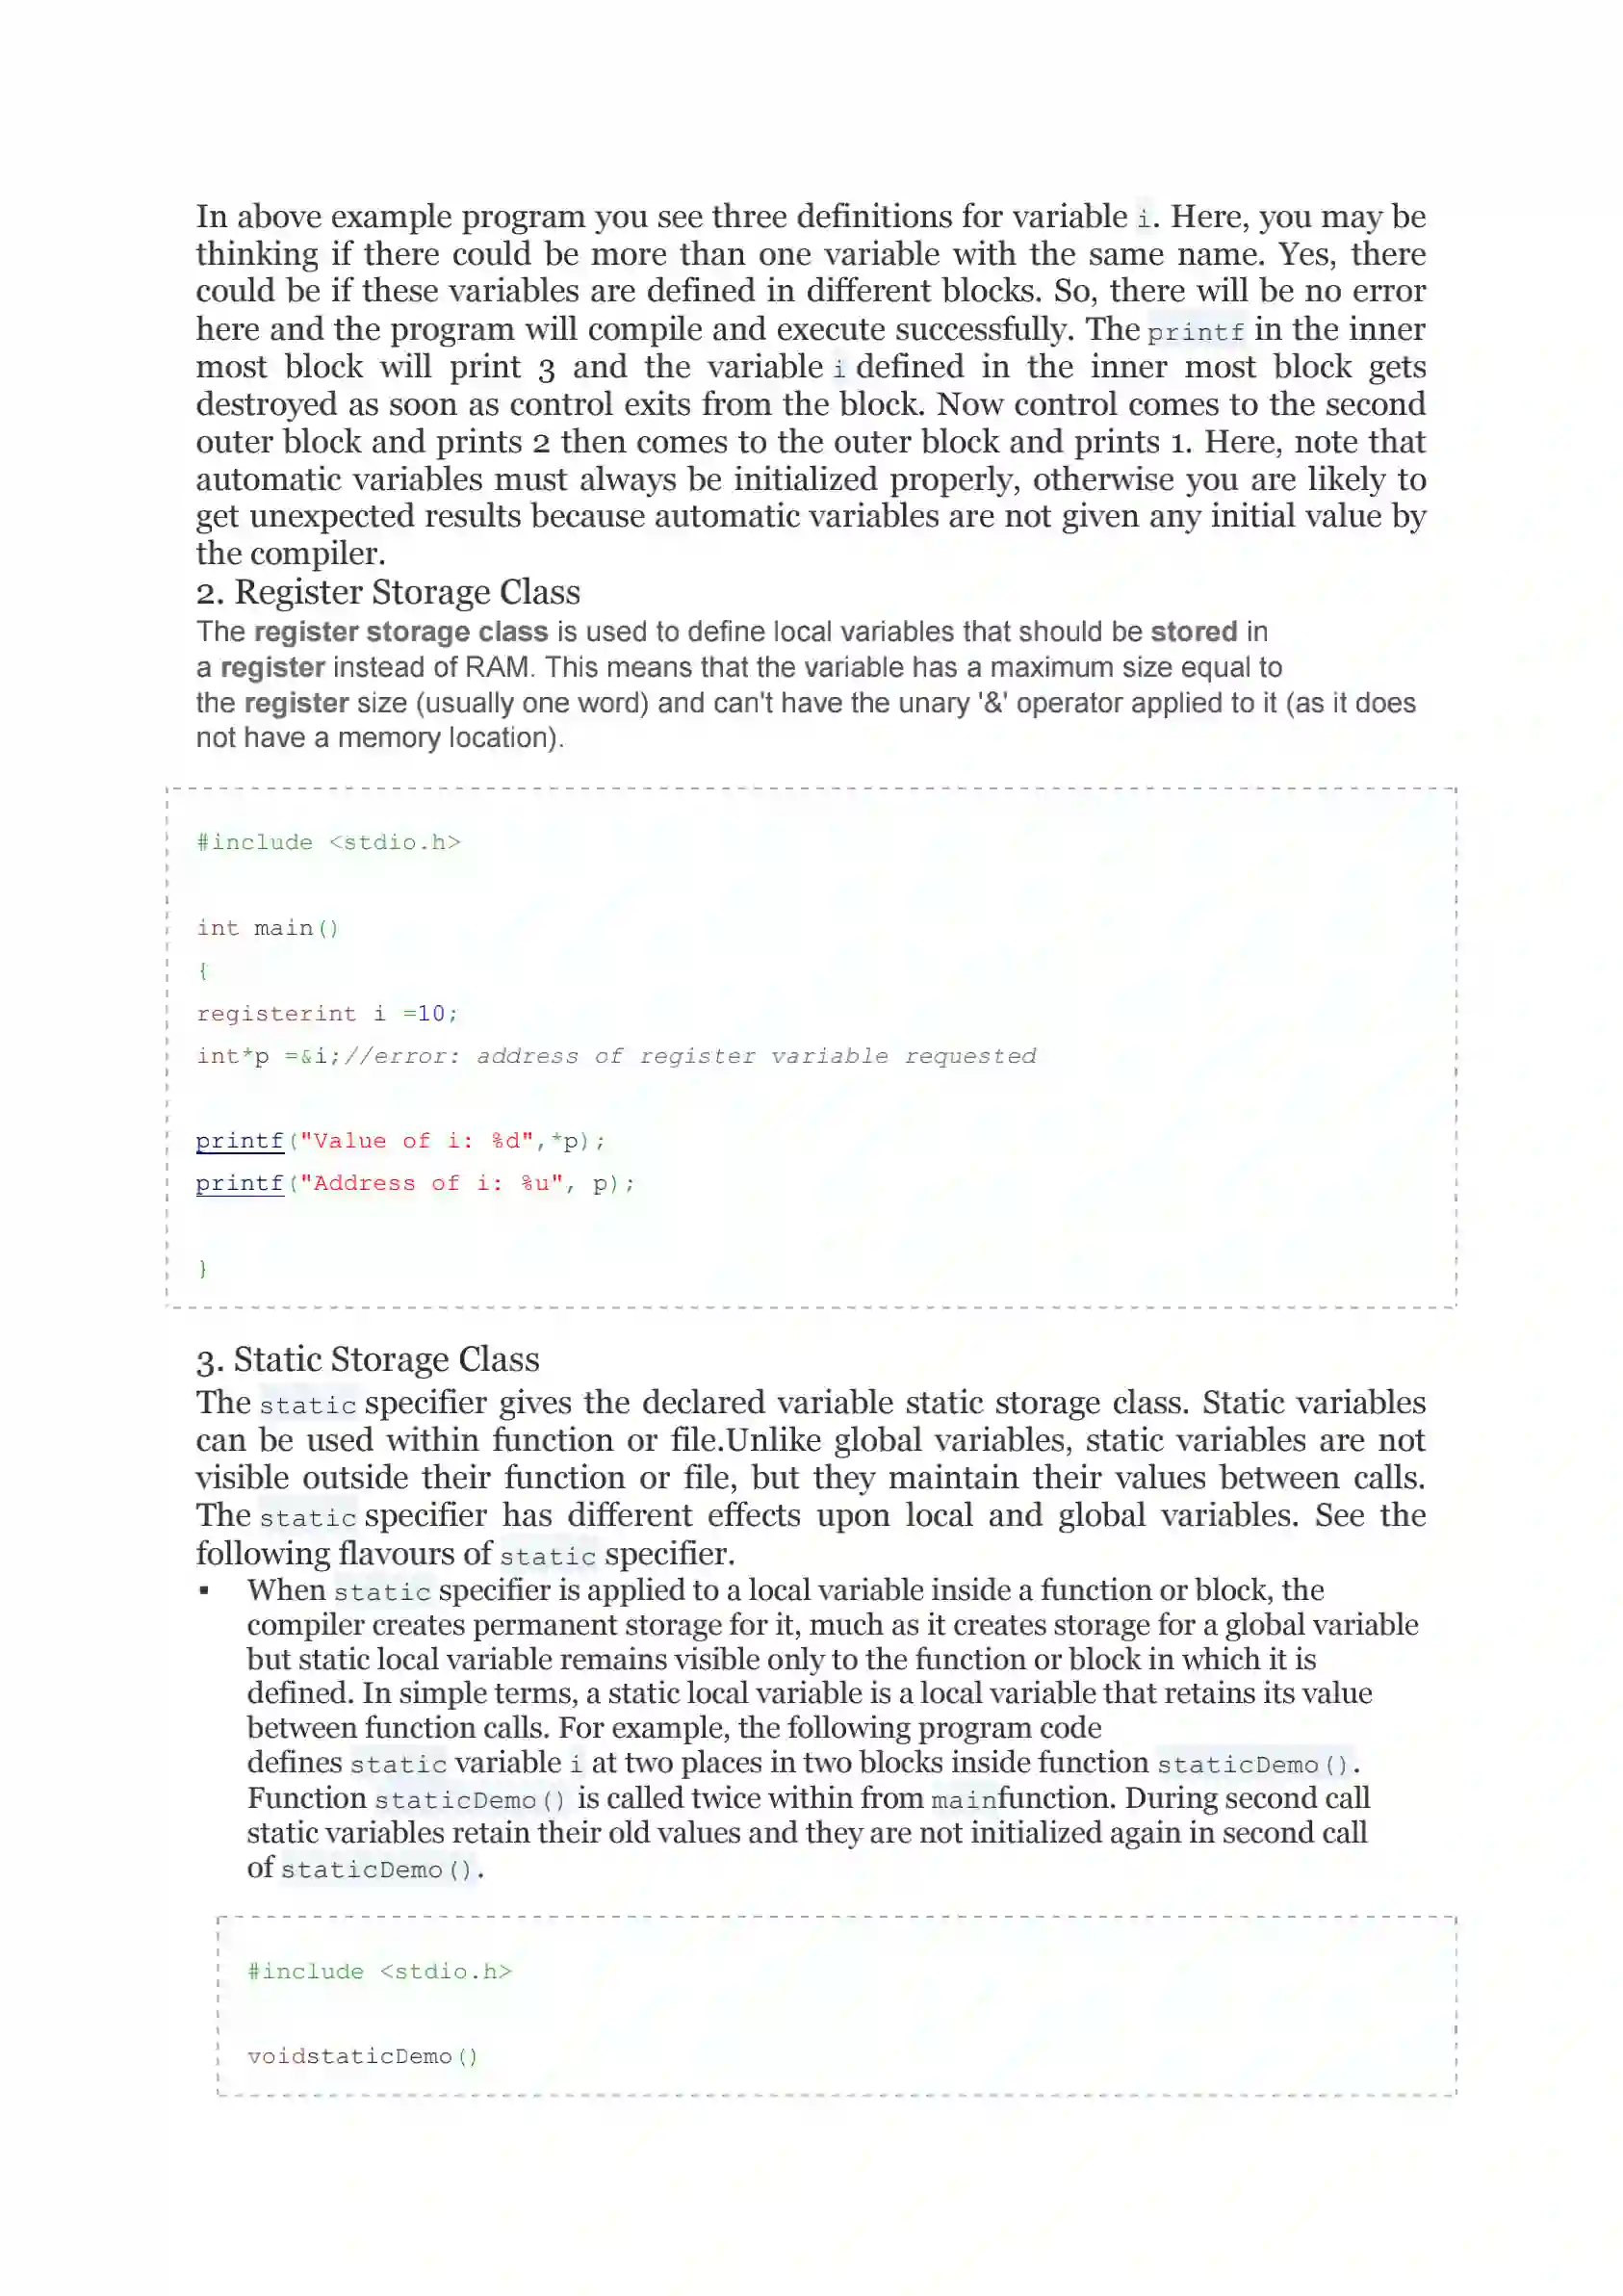 In above example program you see three definitions for variable i. Here, you may be
thinking if there could be more than one variable with the same name. Yes, there
could be if these variables are defined in different blocks. So, there will be no error
here and the program will compile and execute successfully. The printf in the inner
most block will print 3 and the variable i defined in the inner most block gets
destroyed as soon as control exits from the block. Now control comes to the second
outer block and prints 2 then comes to the outer block and prints 1. Here, note that
automatic variables must always be initialized properly, otherwise you are likely to
get unexpected results because automatic variables are not given any initial value by
the compiler.
2. Register Storage Class
The register storage class is used to define local variables that should be stored in
a register instead of RAM. This means that the variable has a maximum size equal to
the register size (usually one word) and can't have the unary '&' operator applied to it (as it does
not have a memory location).
#include <stdio.h>
int main()
{
registerint i =10;
int*p =&i;//error: address of register variable requested
printf("Value of i: %d",*p);
printf("Address of i: %u", p);
}
3. Static Storage Class
The static specifier gives the declared variable static storage class. Static variables
can be used within function or file.Unlike global variables, static variables are not
visible outside their function or file, but they maintain their values between calls.
The static specifier has different effects upon local and global variables. See the
following flavours of static specifier.
▪ When static specifier is applied to a local variable inside a function or block, the
compiler creates permanent storage for it, much as it creates storage for a global variable
but static local variable remains visible only to the function or block in which it is
defined. In simple terms, a static local variable is a local variable that retains its value
between function calls. For example, the following program code
defines static variable i at two places in two blocks inside function staticDemo().
Function staticDemo() is called twice within from mainfunction. During second call
static variables retain their old values and they are not initialized again in second call
of staticDemo().
#include <stdio.h>
voidstaticDemo()